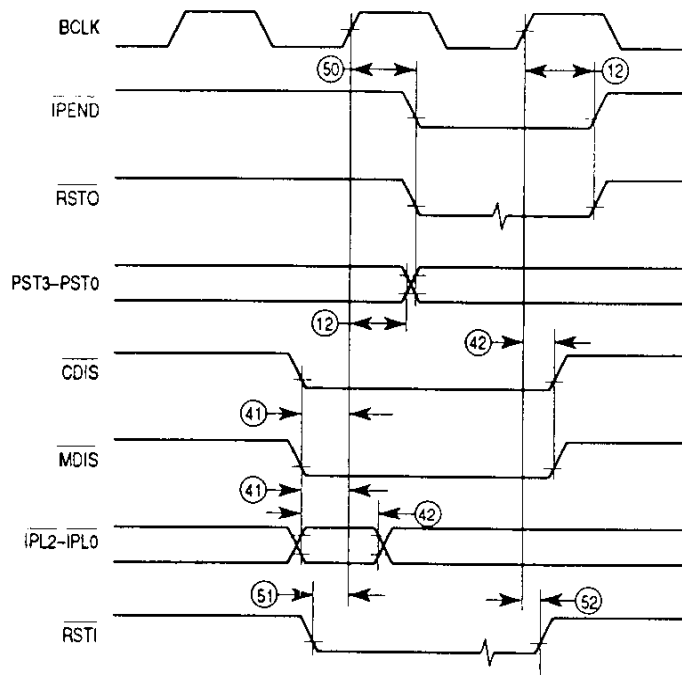 BCLK
50
12
IPEND
RSTO
PST3-PST0
12
42
CDIS
41
MDIS
41
42
IPL2-IPL0
51
52
RSTI